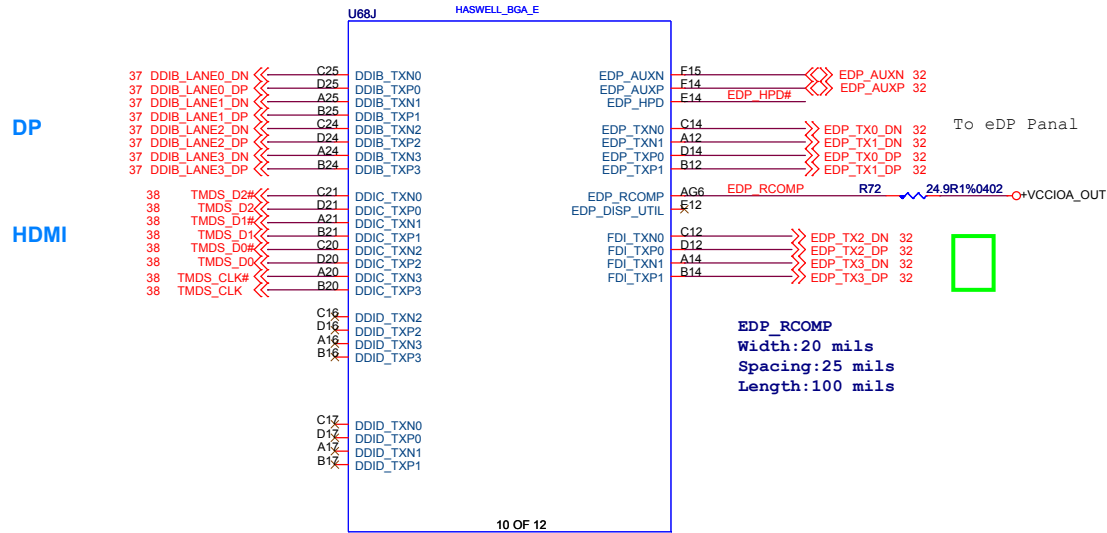 U68J HASWELL_BGA_E
37 DDIB_LANE0_DN C25 DDIB_TXN0
37 DDIB_LANE0_DP D25 DDIB_TXP0
37 DDIB_LANE1_DN A25 DDIB_TXN1
37 DDIB_LANE1_DP B25 DDIB_TXP1
DP
37 DDIB_LANE2_DN C24 DDIB_TXN2
37 DDIB_LANE2_DP D24 DDIB_TXP2
37 DDIB_LANE3_DN A24 DDIB_TXN3
37 DDIB_LANE3_DP B24 DDIB_TXP3
38 TMDS_D2# C21 DDIC_TXN0
38 TMDS_D2 D21 DDIC_TXP0
38 TMDS_D1# A21 DDIC_TXN1
38 TMDS_D1 B21 DDIC_TXP1
HDMI
38 TMDS_D0# C20 DDIC_TXN2
38 TMDS_D0 D20 DDIC_TXP2
38 TMDS_CLK# A20 DDIC_TXN3
38 TMDS_CLK B20 DDIC_TXP3
C16 DDID_TXN2
D16 DDID_TXP2
A16 DDID_TXN3
B16 DDID_TXP3
C17 DDID_TXN0
D17 DDID_TXP0
A17 DDID_TXN1
B17 DDID_TXP1
EDP_AUXN F15 EDP_AUXN 32
EDP_AUXP F14 EDP_AUXP 32
EDP_HPD E14 EDP_HPD#
EDP_TXN0 C14 EDP_TX0_DN 32
EDP_TXN1 A12 EDP_TX1_DN 32
EDP_TXP0 D14 EDP_TX0_DP 32
EDP_TXP1 B12 EDP_TX1_DP 32
To eDP Panal
EDP_RCOMP AG6 EDP_RCOMP R72 24.9R1%0402 +VCCIOA_OUT
EDP_DISP_UTIL E12
FDI_TXN0 C12 EDP_TX2_DN 32
FDI_TXP0 D12 EDP_TX2_DP 32
FDI_TXN1 A14 EDP_TX3_DN 32
FDI_TXP1 B14 EDP_TX3_DP 32
EDP_RCOMP
Width:20 mils
Spacing:25 mils
Length:100 mils
10 OF 12